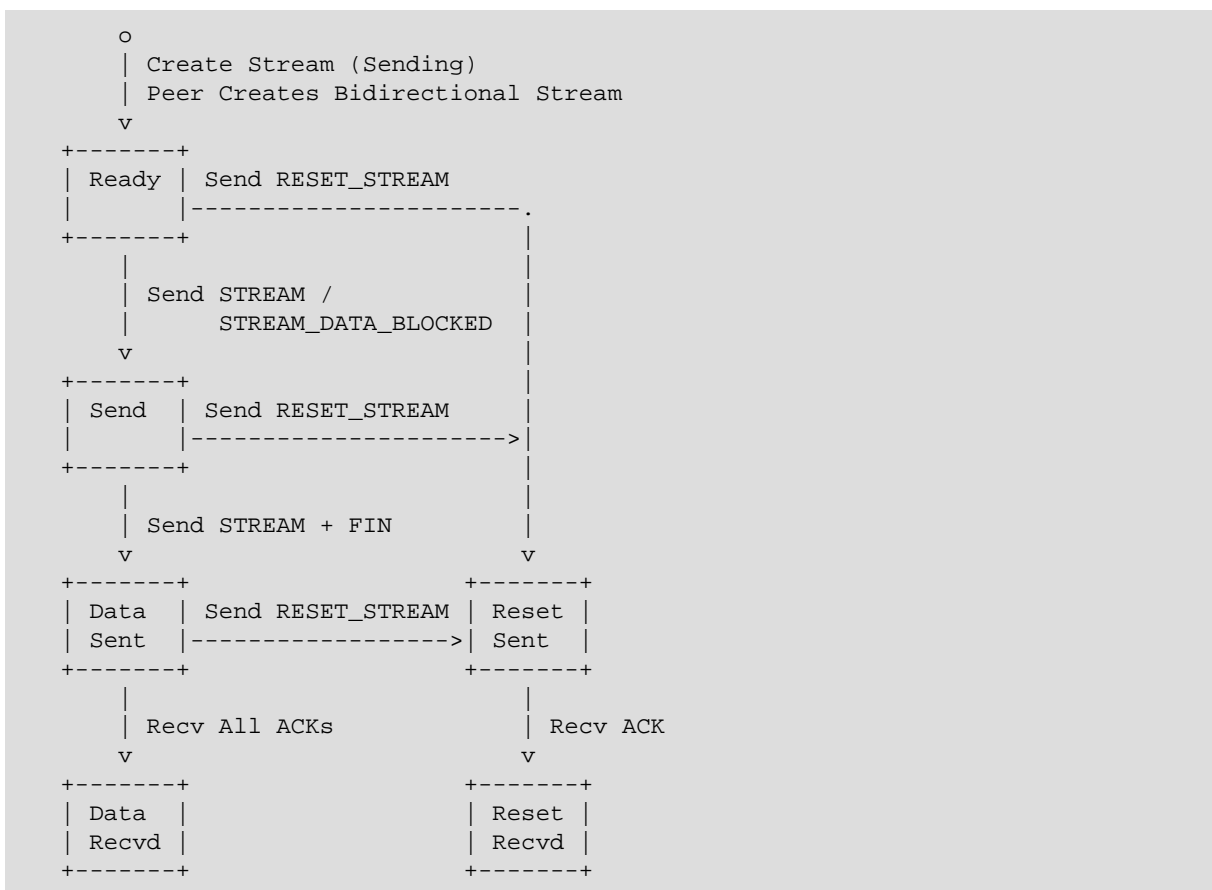 o
| Create Stream (Sending)
| Peer Creates Bidirectional Stream
v
+-------+
| Ready | Send RESET_STREAM
|       |-----------------------.
+-------+                       |
|                           |
| Send STREAM /             |
|      STREAM_DATA_BLOCKED  |
v                           |
+-------+                       |
| Send  | Send RESET_STREAM     |
|       |---------------------->|
+-------+                       |
|                           |
| Send STREAM + FIN         |
v                           v
+-------+                   +-------+
| Data  | Send RESET_STREAM | Reset |
| Sent  |------------------>| Sent  |
+-------+                   +-------+
|                           |
| Recv All ACKs             | Recv ACK
v                           v
+-------+                   +-------+
| Data  |                   | Reset |
| Recvd |                   | Recvd |
+-------+                   +-------+